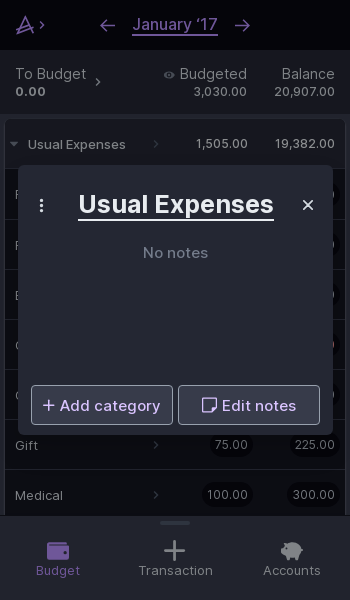 January ‘17
To Budget
0.00
Budgeted
3,030.00
Balance
20,907.00
Usual Expenses
1,505.00
19,382.00
Usual Expenses
No notes
Add category
Edit notes
Gift
75.00
225.00
Medical
100.00
300.00
Budget
Transaction
Accounts